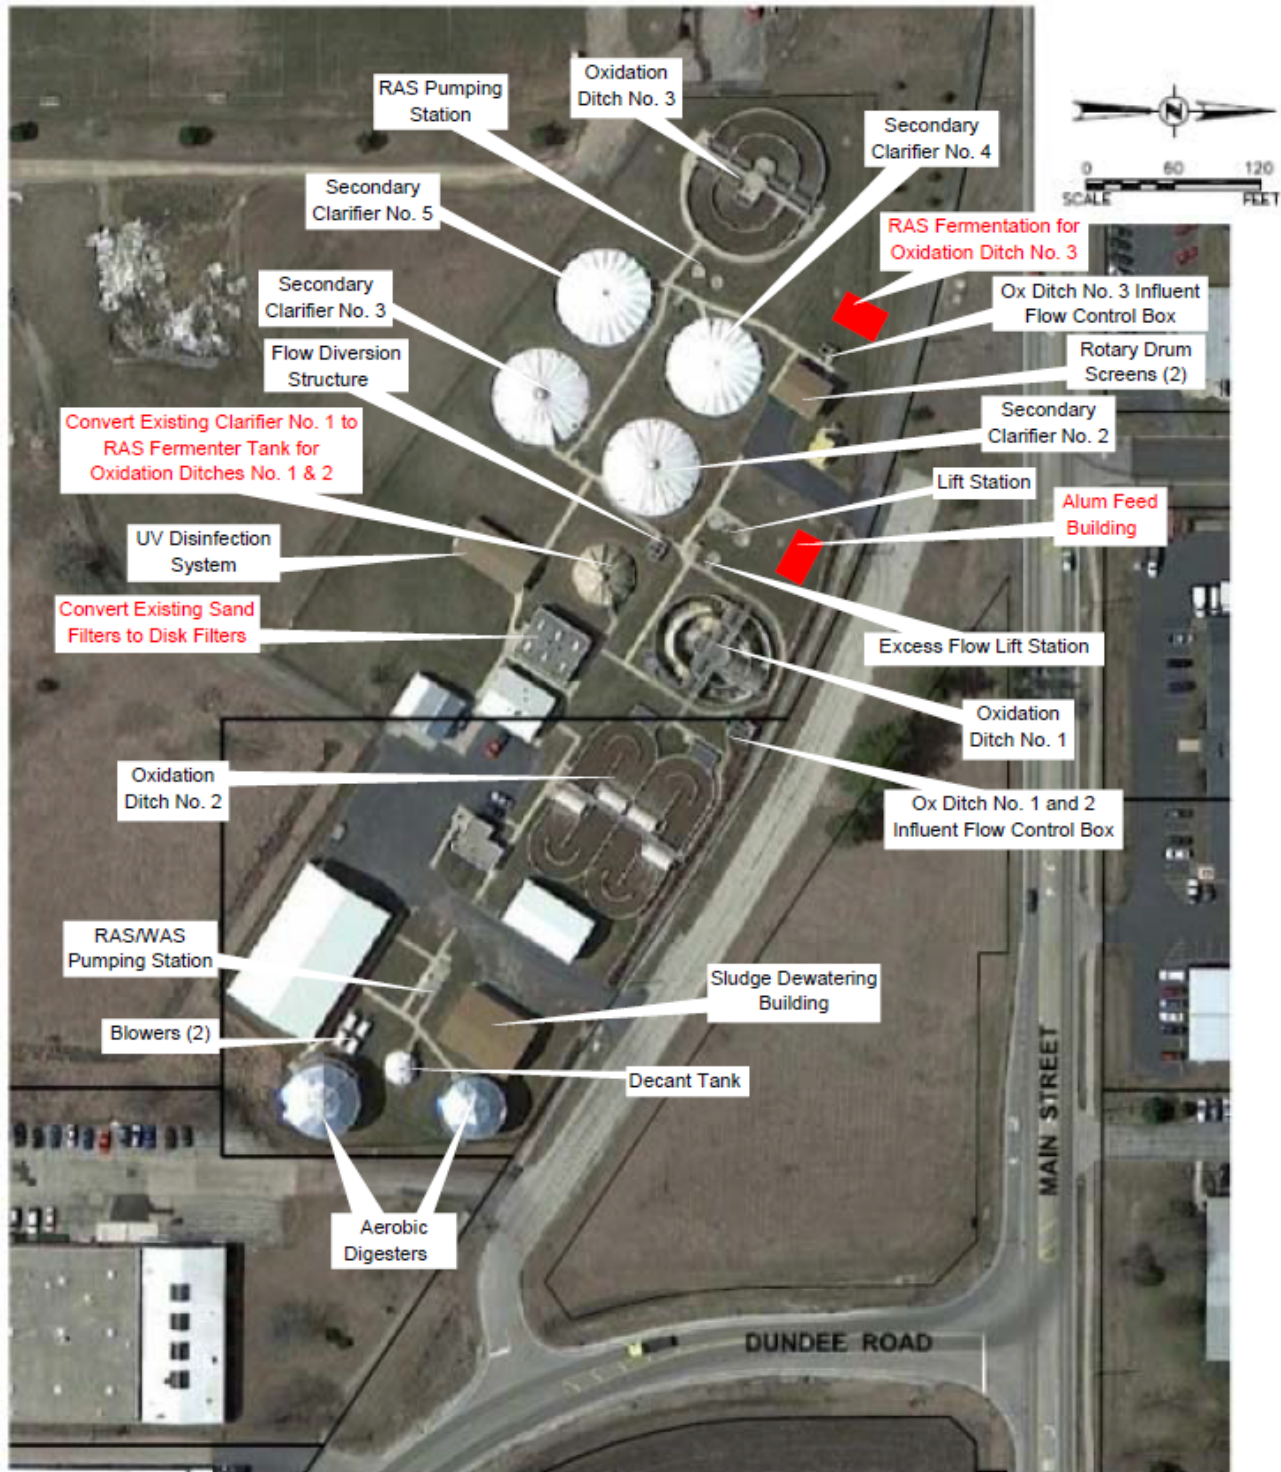 Oxidation
Ditch No. 3
RAS Pumping
Station
Secondary
Clarifier No. 4
N
0 60 120
SCALE FEET
Secondary
Clarifier No. 5
RAS Fermentation for
Oxidation Ditch No. 3
Secondary
Clarifier No. 3
Ox Ditch No. 3 Influent
Flow Control Box
Flow Diversion
Structure
Rotary Drum
Screens (2)
Convert Existing Clarifier No. 1 to
RAS Fermenter Tank for
Oxidation Ditches No. 1 & 2
Secondary
Clarifier No. 2
Lift Station
Alum Feed
Building
UV Disinfection
System
Convert Existing Sand
Filters to Disk Filters
Excess Flow Lift Station
Oxidation
Ditch No. 1
Oxidation
Ditch No. 2
Ox Ditch No. 1 and 2
Influent Flow Control Box
RAS/WAS
Pumping Station
Sludge Dewatering
Building
Blowers (2)
Decant Tank
MAIN STREET
Aerobic
Digesters
DUNDEE ROAD